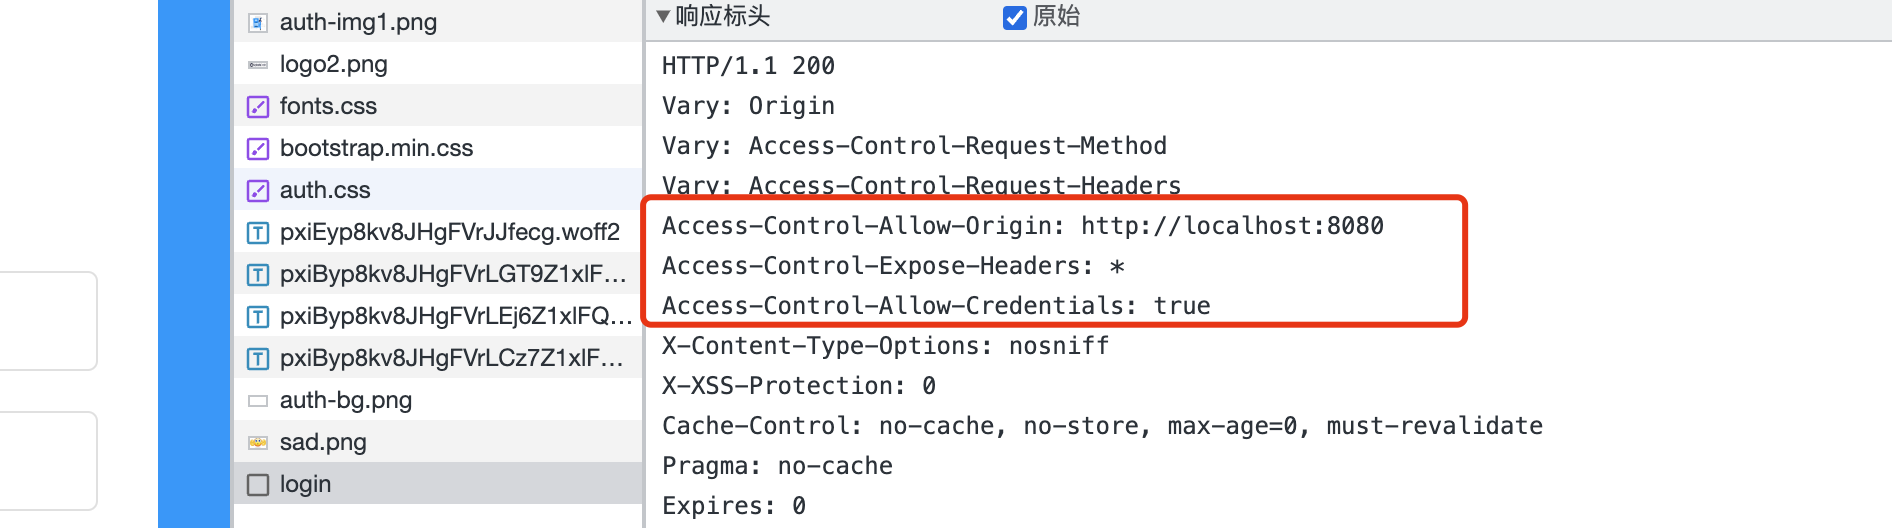 auth-img1.png
logo2.png
fonts.css
bootstrap.min.css
auth.css
pxiEyp8kv8JHgFVrJJfecg.woff2
pxiByp8kv8JHgFVrLGT9Z1xlF...
pxiByp8kv8JHgFVrLEj6Z1xlFQ...
pxiByp8kv8JHgFVrLCz7Z1xlF...
auth-bg.png
sad.png
login
响应标头 原始
HTTP/1.1 200
Vary: Origin
Vary: Access-Control-Request-Method
Vary: Access-Control-Request-Headers
Access-Control-Allow-Origin: http://localhost:8080
Access-Control-Expose-Headers: *
Access-Control-Allow-Credentials: true
X-Content-Type-Options: nosniff
X-XSS-Protection: 0
Cache-Control: no-cache, no-store, max-age=0, must-revalidate
Pragma: no-cache
Expires: 0